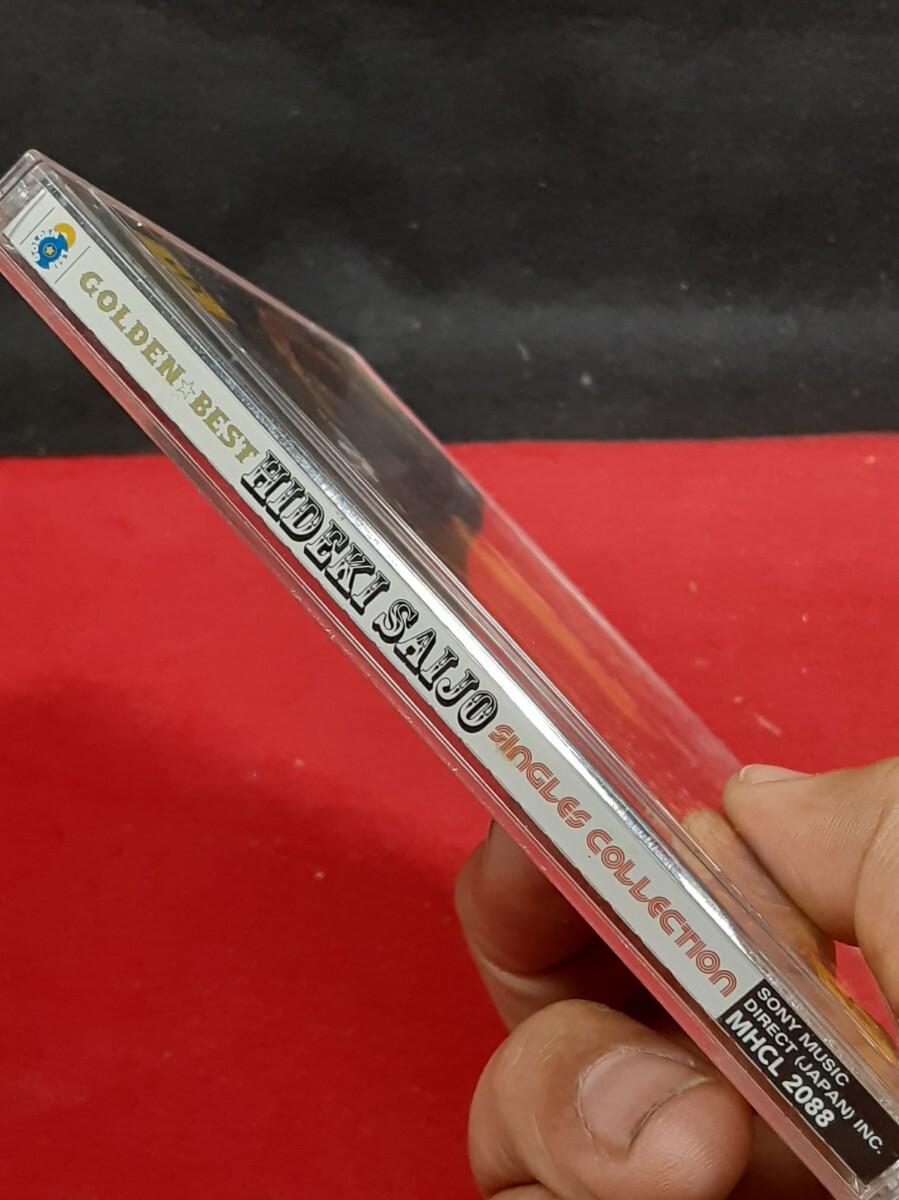 GOLDEN☆BEST HIDEKI SAIJO SINGLES COLLECTION
SONY MUSIC
DIRECT (JAPAN) INC.
MHCL 2088